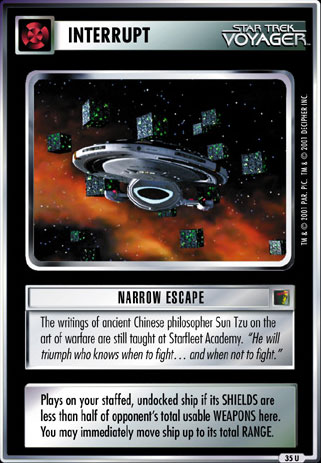 INTERRUPT
STAR TREK
VOYAGER™
™ & © 2001 PAR. PIC. TM & © 2001 DECIPHER INC.
NARROW ESCAPE
The writings of ancient Chinese philosopher Sun Tzu on the
art of warfare are still taught at Starfleet Academy. “He will
triumph who knows when to fight… and when not to fight.”
Plays on your staffed, undocked ship if its SHIELDS are
less than half of opponent's total usable WEAPONS here.
You may immediately move ship up to its total RANGE.
35 U